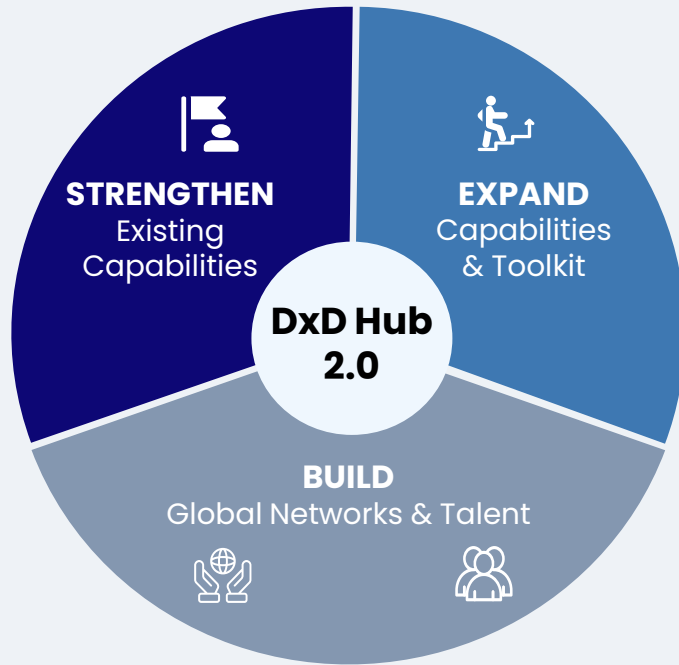 STRENGTHEN
Existing
Capabilities
EXPAND
Capabilities
& Toolkit
DxD Hub
2.0
BUILD
Global Networks & Talent